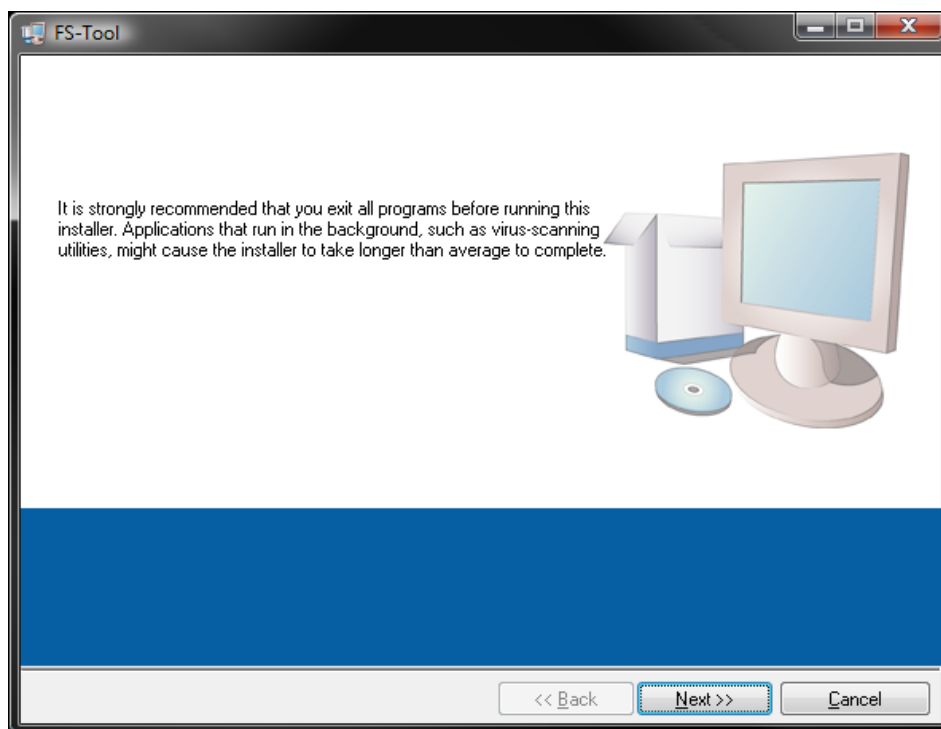 FS-Tool
It is strongly recommended that you exit all programs before running this
installer. Applications that run in the background, such as virus-scanning
utilities, might cause the installer to take longer than average to complete.
<< Back
Next >>
Cancel